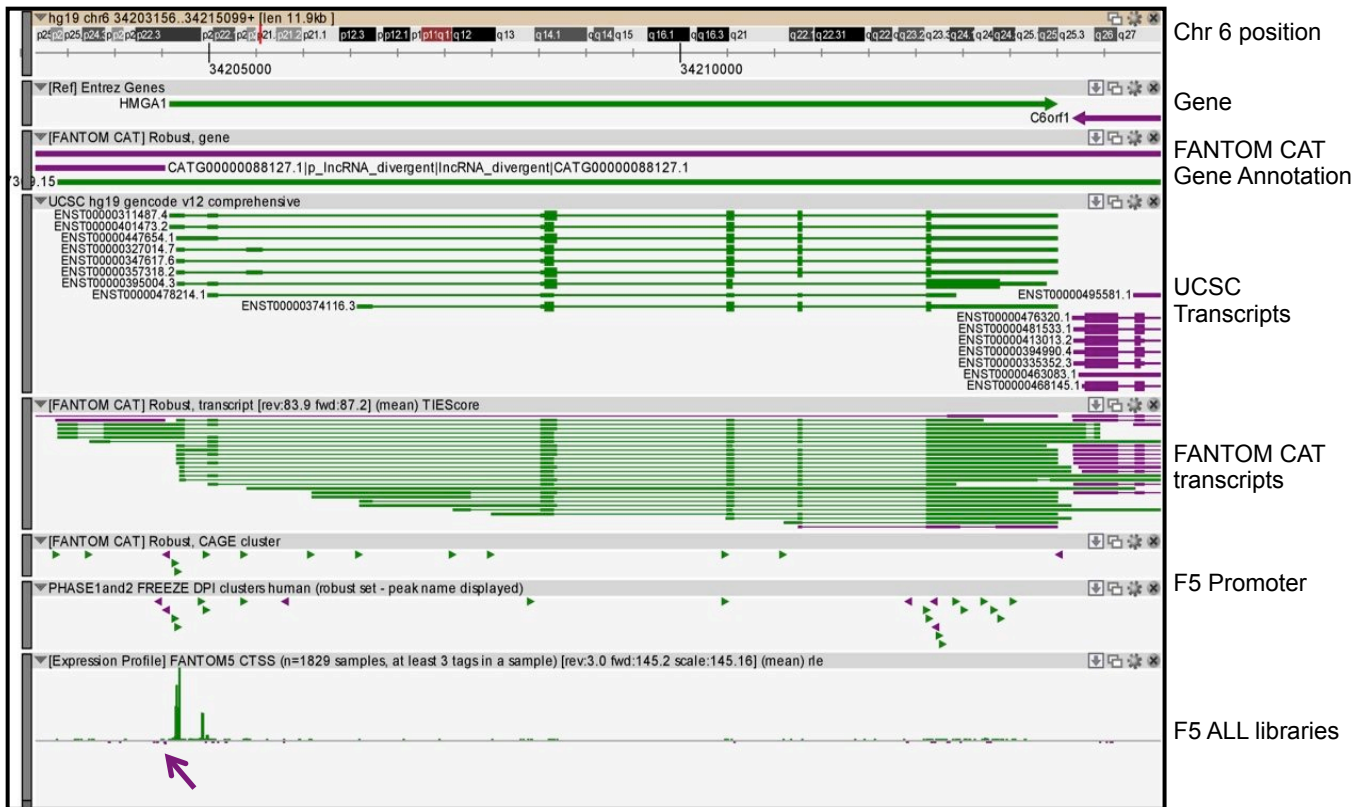 hg19 chr6 34203156..34215099+ [len 11.9kb ]
Chr 6 position
34205000 34210000
[Ref] Entrez Genes
HMGA1
Gene
C6orf1
[FANTOM CAT] Robust, gene
FANTOM CAT
Gene Annotation
CATG00000088127.1|p_lncRNA_divergent|lncRNA_divergent|CATG00000088127.1
UCSC hg19 gencode v12 comprehensive
ENST00000311487.4
ENST00000401473.2
ENST00000447654.1
ENST00000327014.7
ENST00000347617.6
ENST00000357318.2
ENST00000395004.3
ENST00000478214.1 ENST00000495581.1
ENST00000374116.3
UCSC
Transcripts
ENST00000476320.1
ENST00000481533.1
ENST00000413013.2
ENST00000394990.4
ENST00000335352.3
ENST00000463083.1
ENST00000468145.1
[FANTOM CAT] Robust, transcript [rev:83.9 fwd:87.2] (mean) TIEScore
FANTOM CAT
transcripts
[FANTOM CAT] Robust, CAGE cluster
PHASE1and2 FREEZE DPI clusters human (robust set - peak name displayed)
F5 Promoter
[Expression Profile] FANTOM5 CTSS (n=1829 samples, at least 3 tags in a sample) [rev:3.0 fwd:145.2 scale:145.16] (mean) rle
F5 ALL libraries